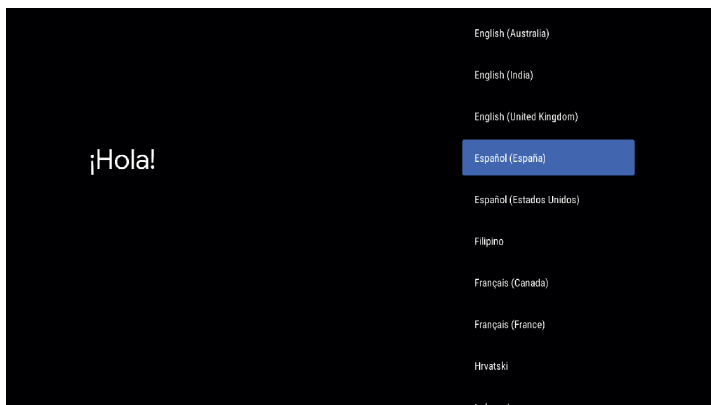 ¡Hola!
English (Australia)
English (India)
English (United Kingdom)
Español (España)
Español (Estados Unidos)
Filipino
Français (Canada)
Français (France)
Hrvatski